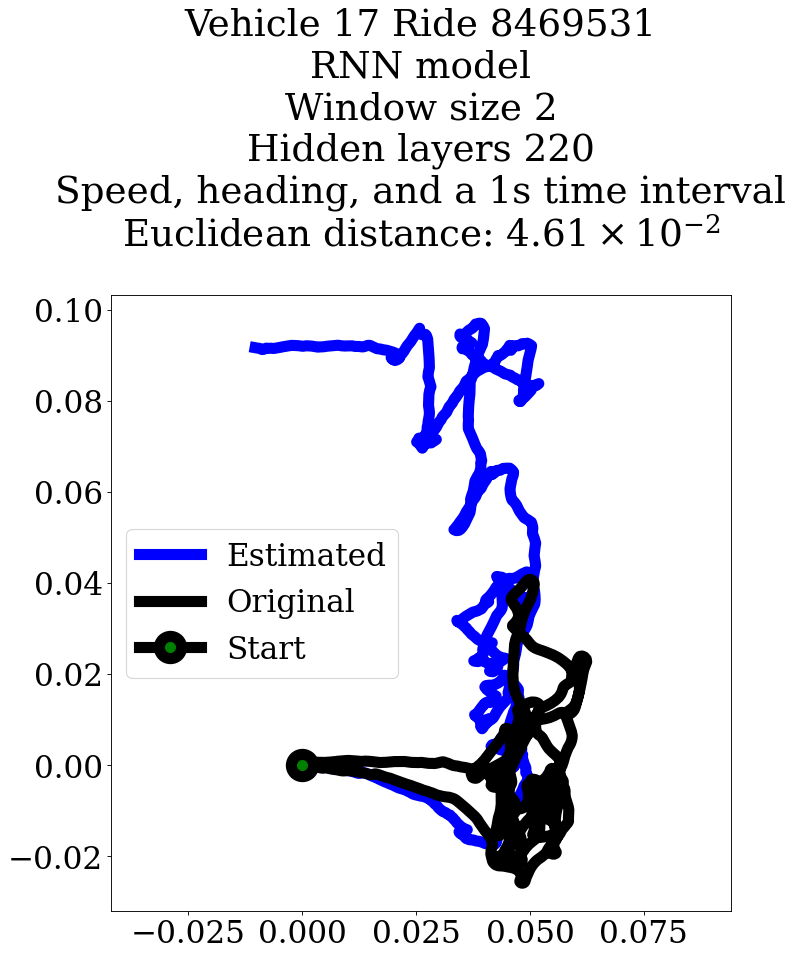 Vehicle 17 Ride 8469531
RNN model
Window size 2
Hidden layers 220
Speed, heading, and a 1s time interval
Euclidean distance: 4.61 × 10⁻²
0.10
0.08
0.06
0.04
0.02
0.00
−0.02
Estimated
Original
Start
−0.025 0.000 0.025 0.050 0.075